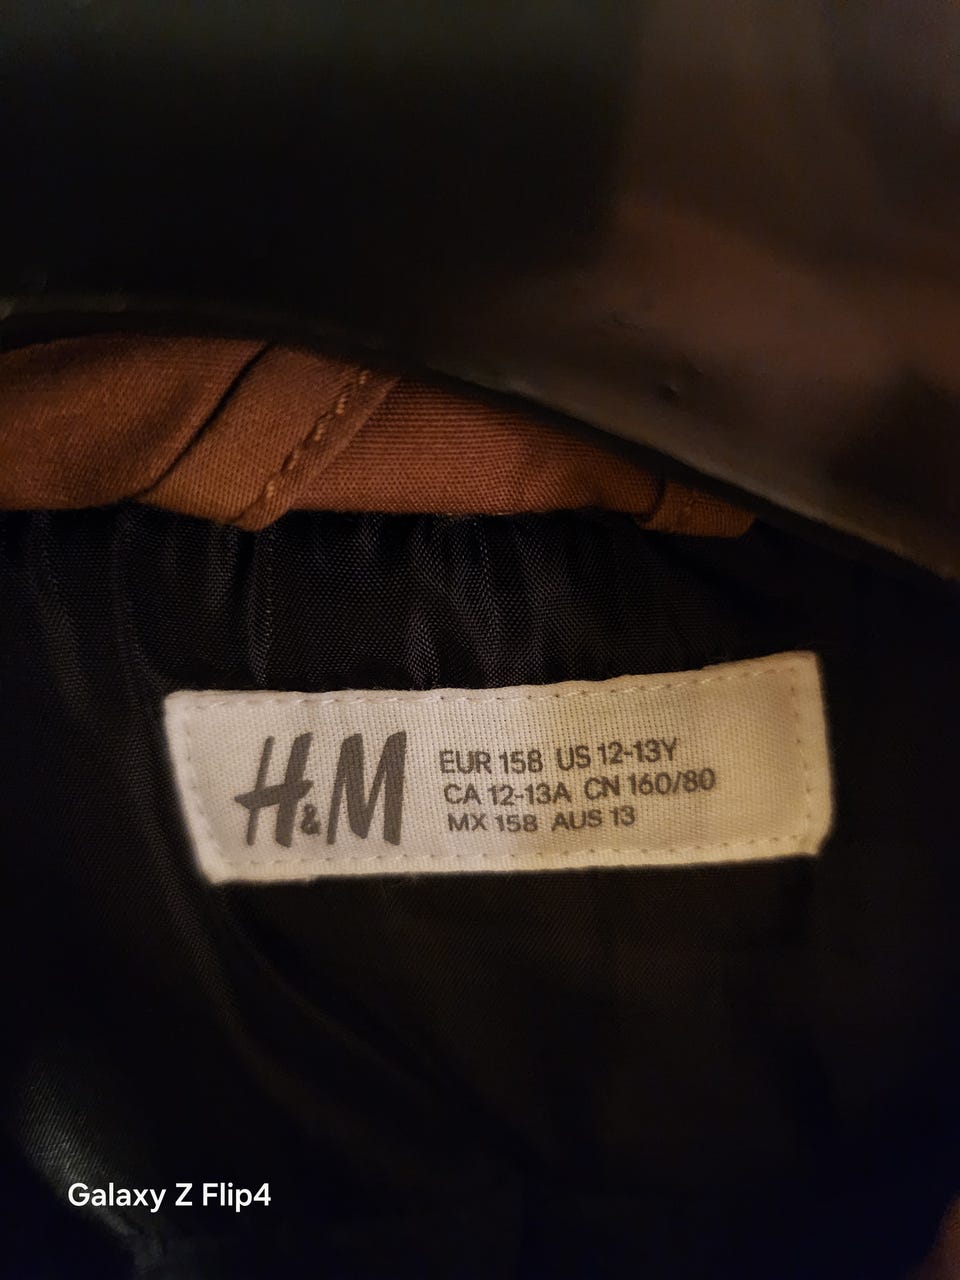 H&M
EUR 158 US 12-13Y
CA 12-13A CN 160/80
MX 158 AUS 13
Galaxy Z Flip4